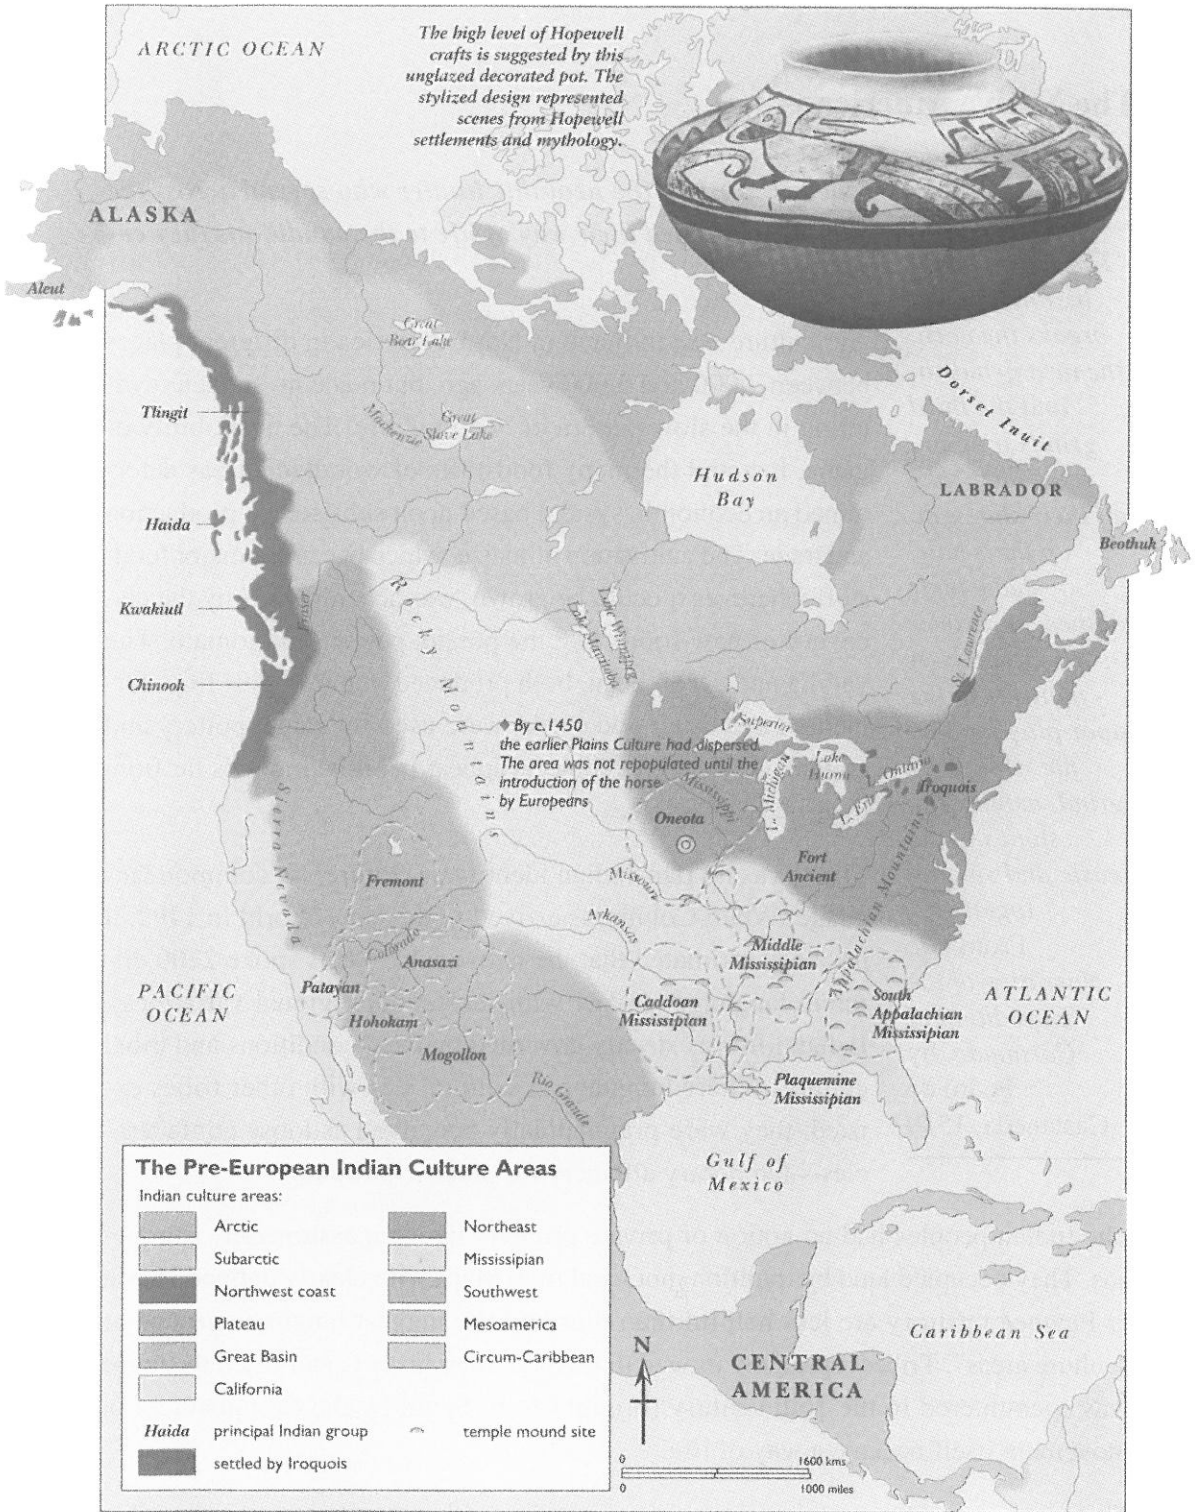 ARCTIC OCEAN
The high level of Hopewell
crafts is suggested by this
unglazed decorated pot. The
stylized design represented
scenes from Hopewell
settlements and mythology.
ALASKA
Aleut
Great
Bear Lake
Tlingit
Mackenzie
Great
Slave Lake
Dorset Inuit
Hudson
Bay
LABRADOR
Haida
Beothuk
Kwakiutl
Fraser
Rocky Mountains
Lake Winnipeg
Lake Manitoba
St. Lawrence
Chinook
◆ By c.1450
the earlier Plains Culture had dispersed.
The area was not repopulated until the
introduction of the horse
by Europeans
Superior
L. Michigan
Lake
Huron
Ontario
L. Erie
Iroquois
Mississippi
Oneota
Sierra Nevada
Fremont
Fort
Ancient
Missouri
Arkansas
Appalachian Mountains
Colorado
Anasazi
Middle
Mississipian
Patayan
PACIFIC
OCEAN
Hohokam
Caddoan
Mississipian
South
Appalachian
Mississipian
ATLANTIC
OCEAN
Mogollon
Rio Grande
Plaquemine
Mississipian
Gulf of
Mexico
The Pre-European Indian Culture Areas
Indian culture areas:
Arctic
Subarctic
Northwest coast
Plateau
Great Basin
California
Northeast
Mississipian
Southwest
Mesoamerica
Circum-Caribbean
Haida principal Indian group
temple mound site
settled by Iroquois
N
CENTRAL
AMERICA
Caribbean Sea
0 1600 kms
0 1000 miles